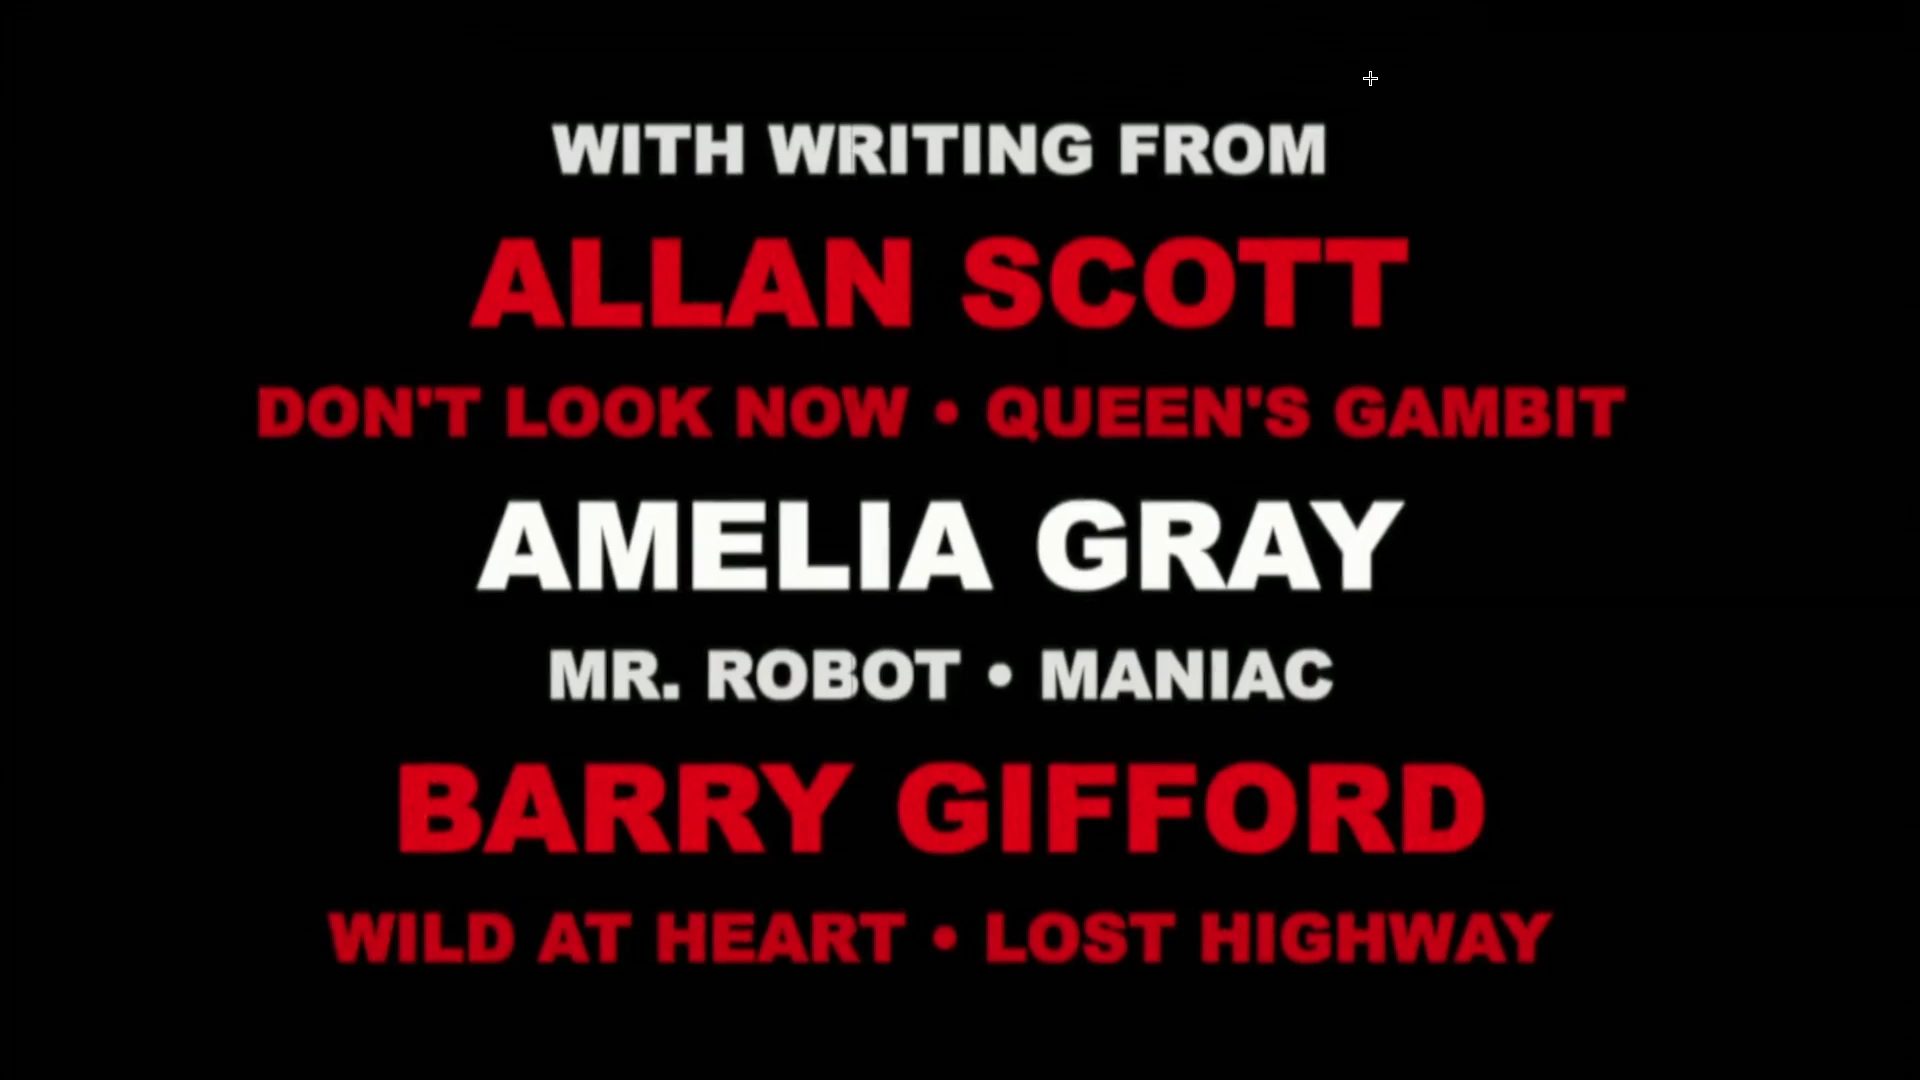 WITH WRITING FROM
ALLAN SCOTT
DON'T LOOK NOW • QUEEN'S GAMBIT
AMELIA GRAY
MR. ROBOT • MANIAC
BARRY GIFFORD
WILD AT HEART • LOST HIGHWAY